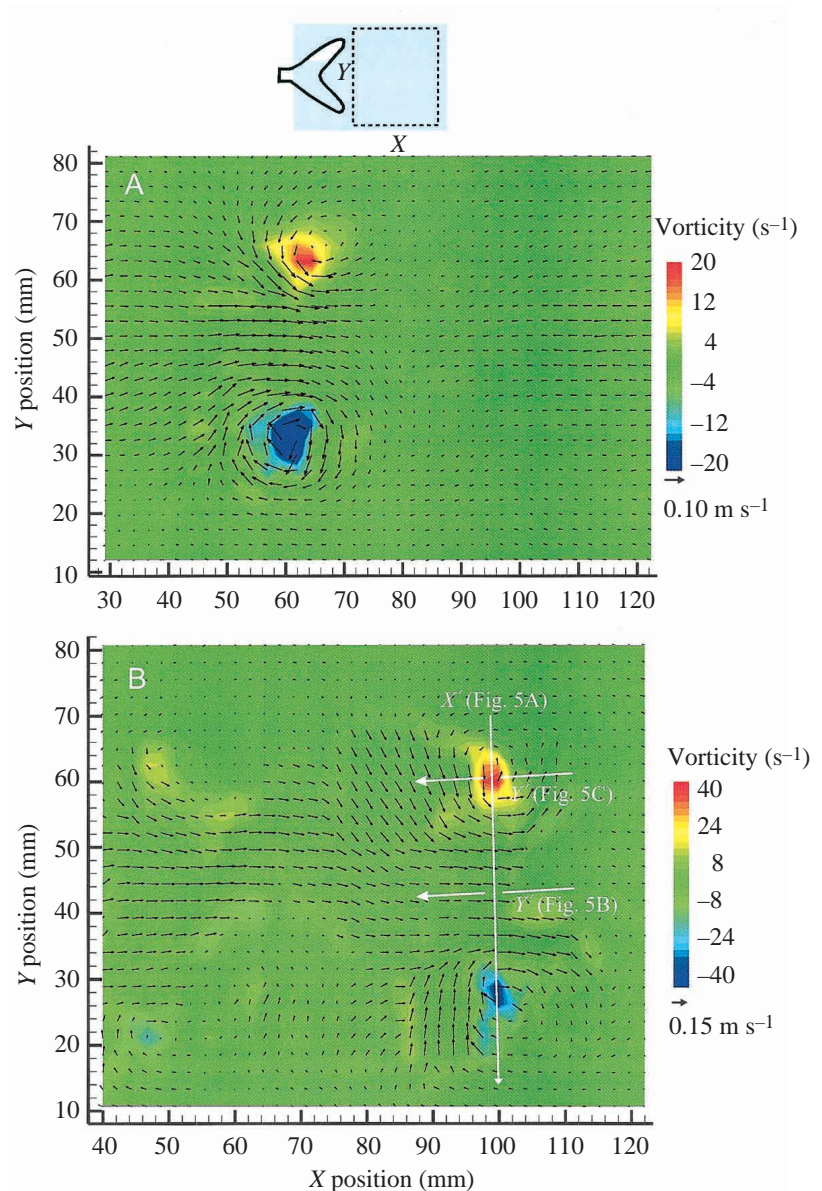 Y
X
A
80
70
60
50
40
30
20
10
Y position (mm)
30 40 50 60 70 80 90 100 110 120
Vorticity (s–1)
20
12
4
–4
–12
–20
0.10 m s–1
B
80
70
60
50
40
30
20
10
Y position (mm)
X′ (Fig. 5A)
(Fig. 5C)
Y′ (Fig. 5B)
40 50 60 70 80 90 100 110 120
X position (mm)
Vorticity (s–1)
40
24
8
–8
–24
–40
0.15 m s–1